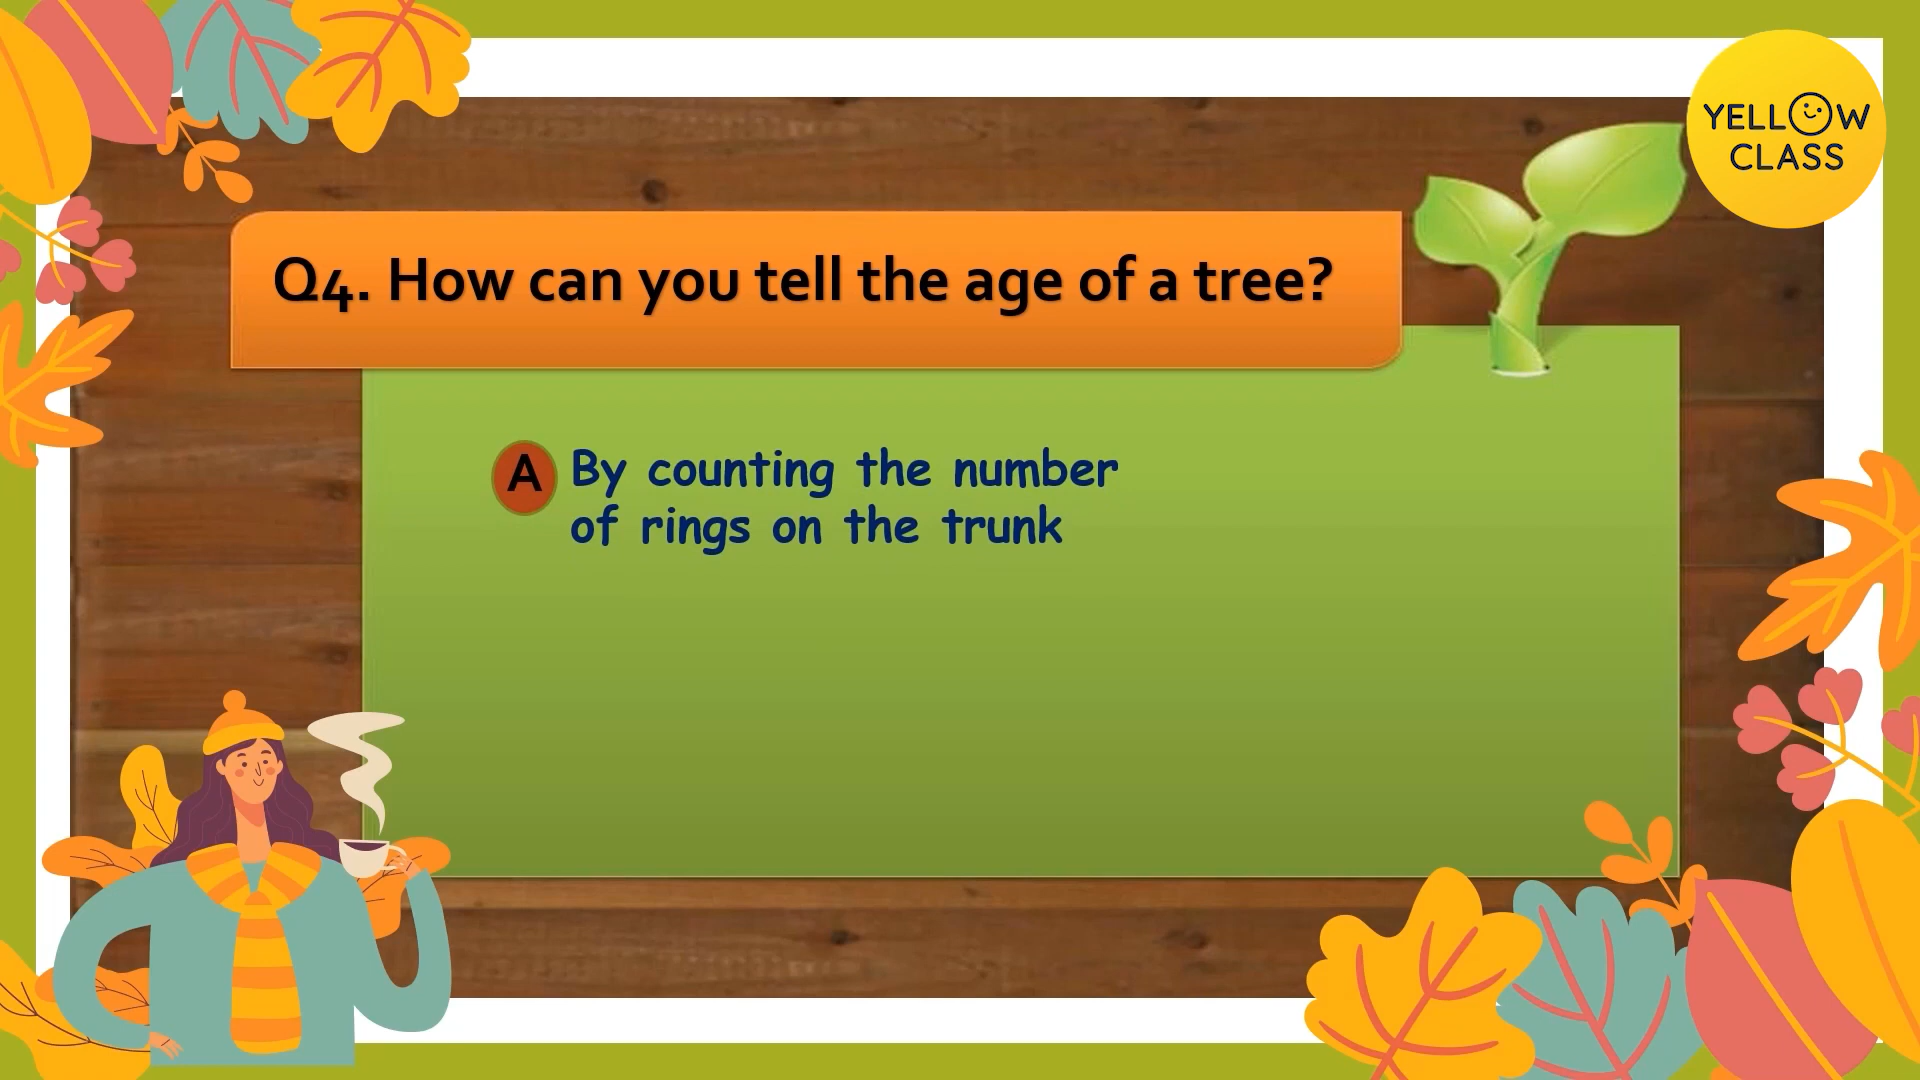 YELLOW
CLASS
Q4. How can you tell the age of a tree?
A By counting the number
of rings on the trunk